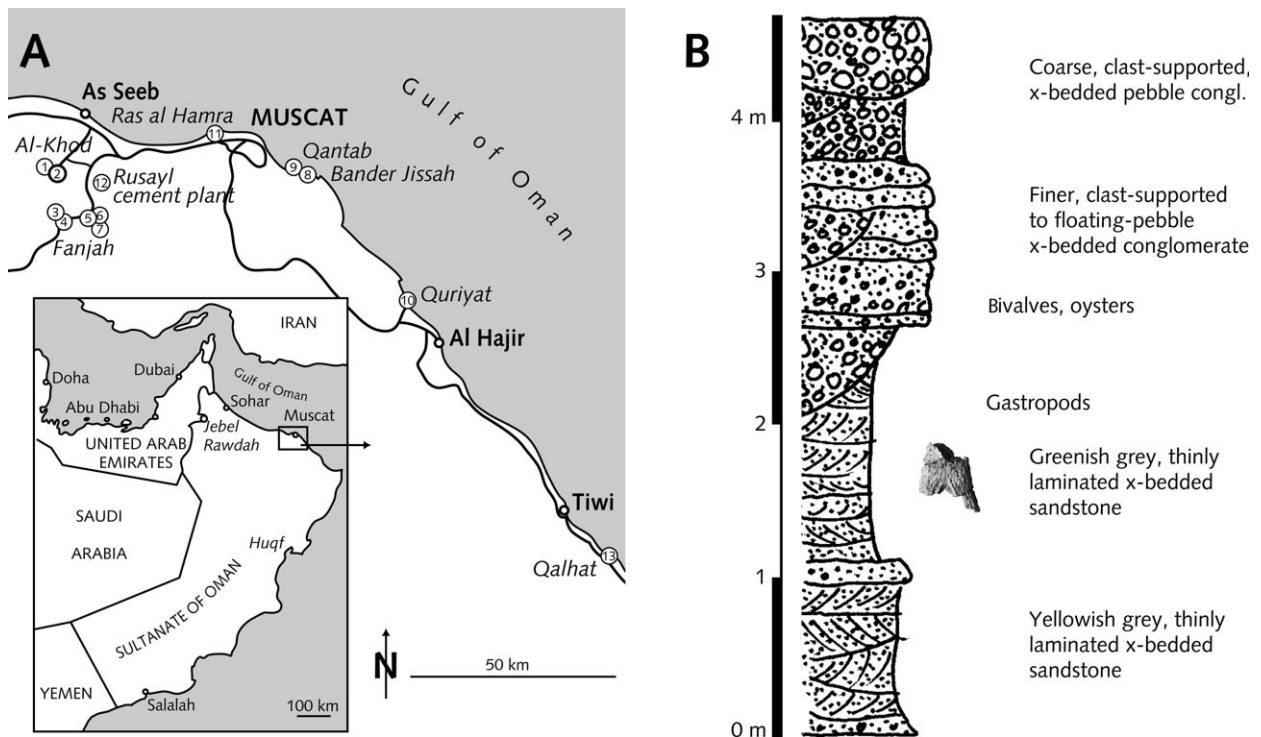 A
As Seeb
Ras al Hamra
MUSCAT
Gulf of Oman
11
Al-Khod
1
2
Qantab
9
8
Bander Jissah
12
Rusayl
cement plant
3
4
5
6
7
Fanjah
10
Quriyat
Al Hajir
Tiwi
13
Qalhat
N
50 km
IRAN
Doha
Dubai
Gulf of Oman
Abu Dhabi
Sohar
Muscat
UNITED ARAB
EMIRATES
Jebel
Rawdah
SAUDI
ARABIA
Huqf
SULTANATE OF OMAN
YEMEN
Salalah
100 km
B
4 m
3
2
1
0 m
Coarse, clast-supported,
x-bedded pebble congl.
Finer, clast-supported
to floating-pebble
x-bedded conglomerate
Bivalves, oysters
Gastropods
Greenish grey, thinly
laminated x-bedded
sandstone
Yellowish grey, thinly
laminated x-bedded
sandstone